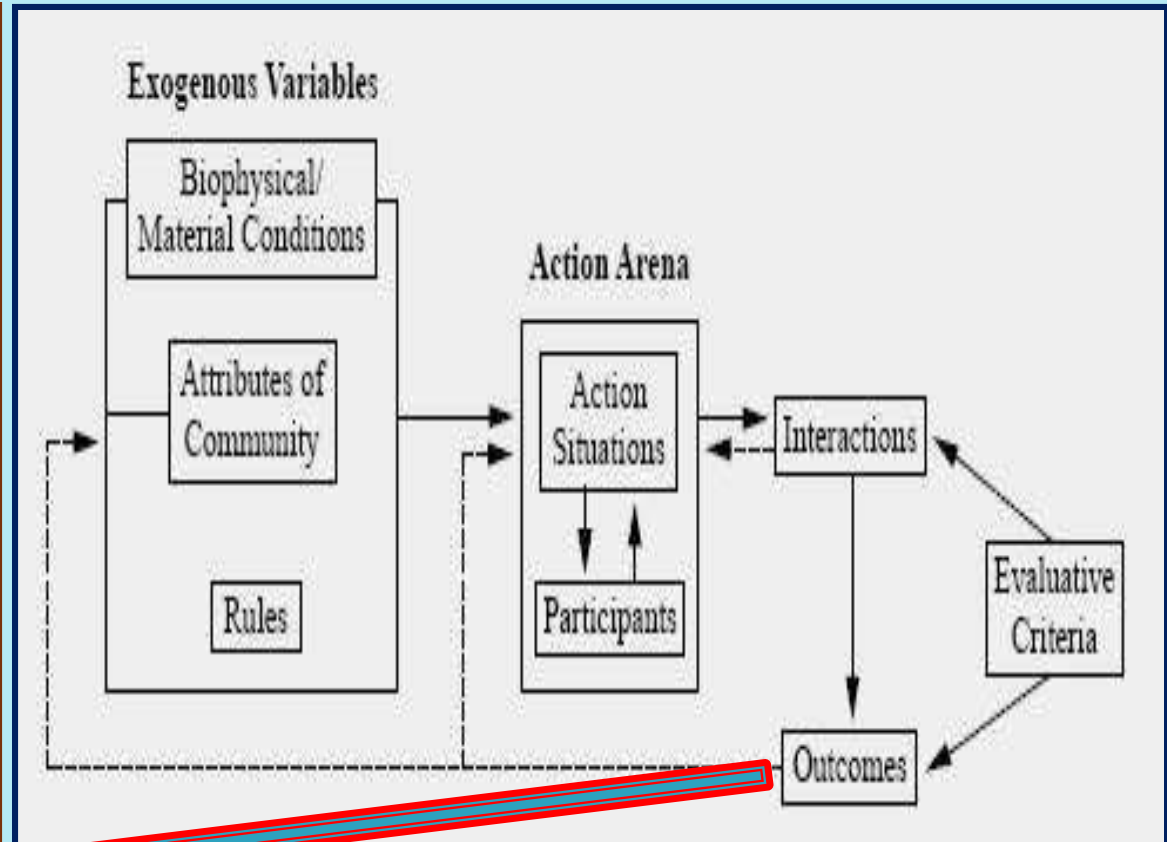 Exogenous Variables
Biophysical/
Material Conditions
Attributes of
Community
Rules
Action Arena
Action
Situations
Participants
Interactions
Evaluative
Criteria
Outcomes